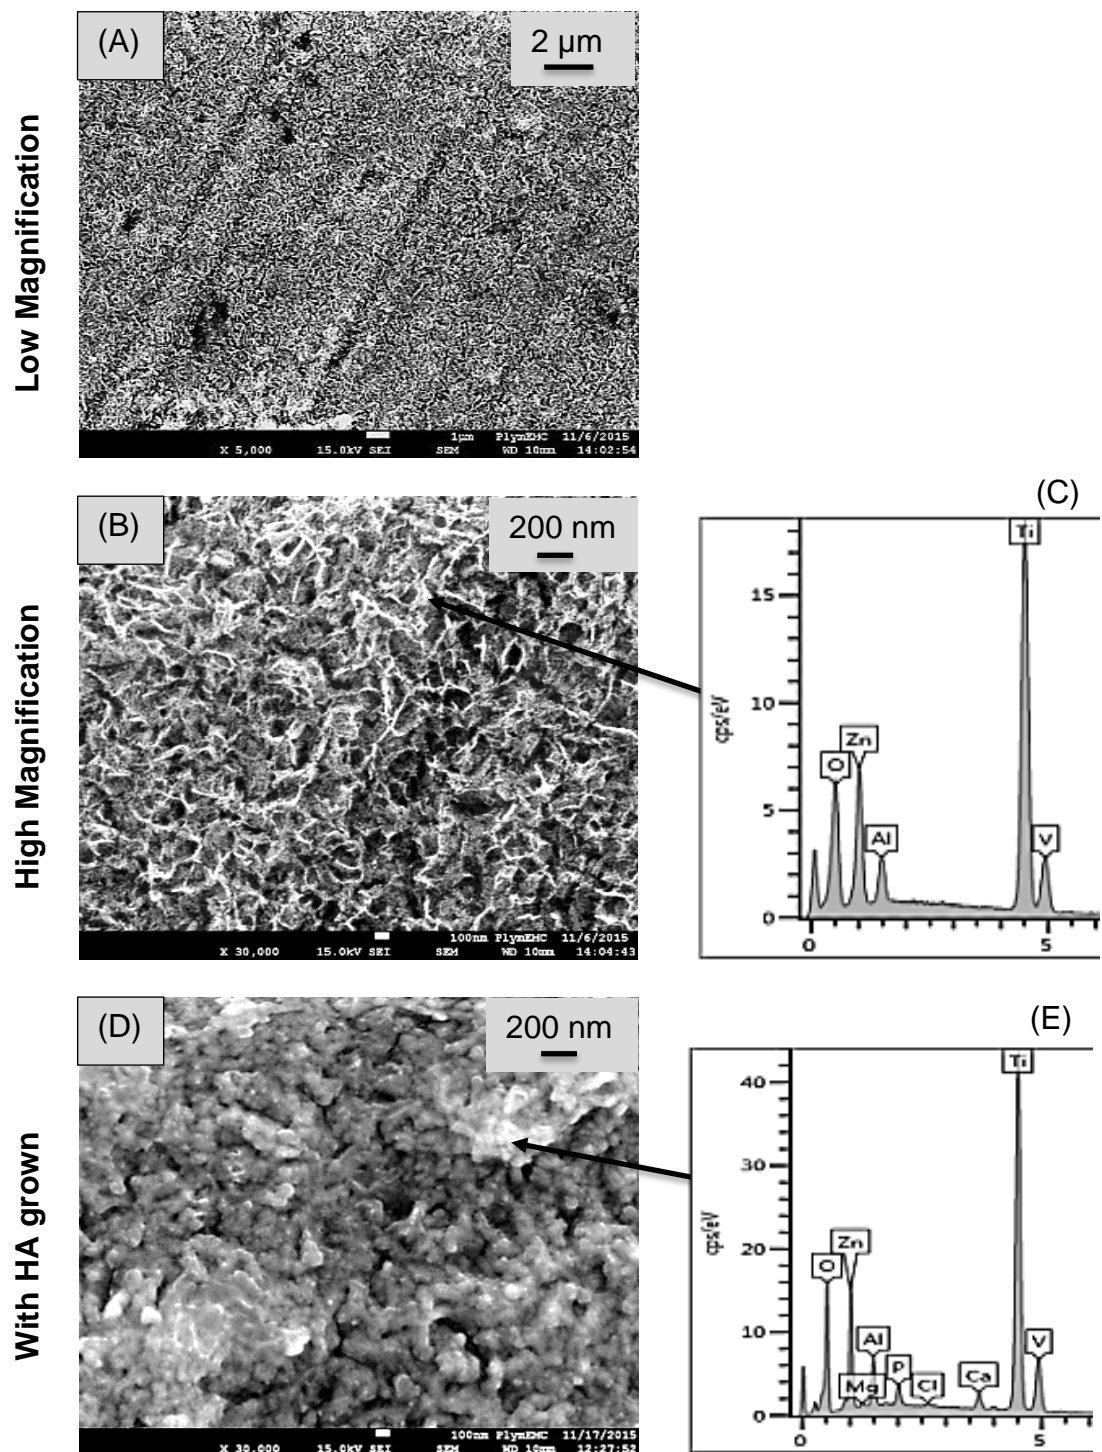 Low Magnification
(A)
2 µm
1µm PlymEMC 11/6/2015
X 5,000 15.0kV SEI SEM WD 10mm 14:02:54
High Magnification
(B)
200 nm
100nm PlymEMC 11/6/2015
X 30,000 15.0kV SEI SEM WD 10mm 14:04:43
(C)
Ti
15
cps/eV
10
Zn
O
5
Al
V
0
0 5
With HA grown
(D)
200 nm
100nm PlymEMC 11/17/2015
X 30,000 15.0kV SEI SEM WD 10mm 12:27:52
(E)
Ti
40
30
cps/eV
20
Zn
O
10
Al
V
P
Mg
Cl
Ca
0
0 5